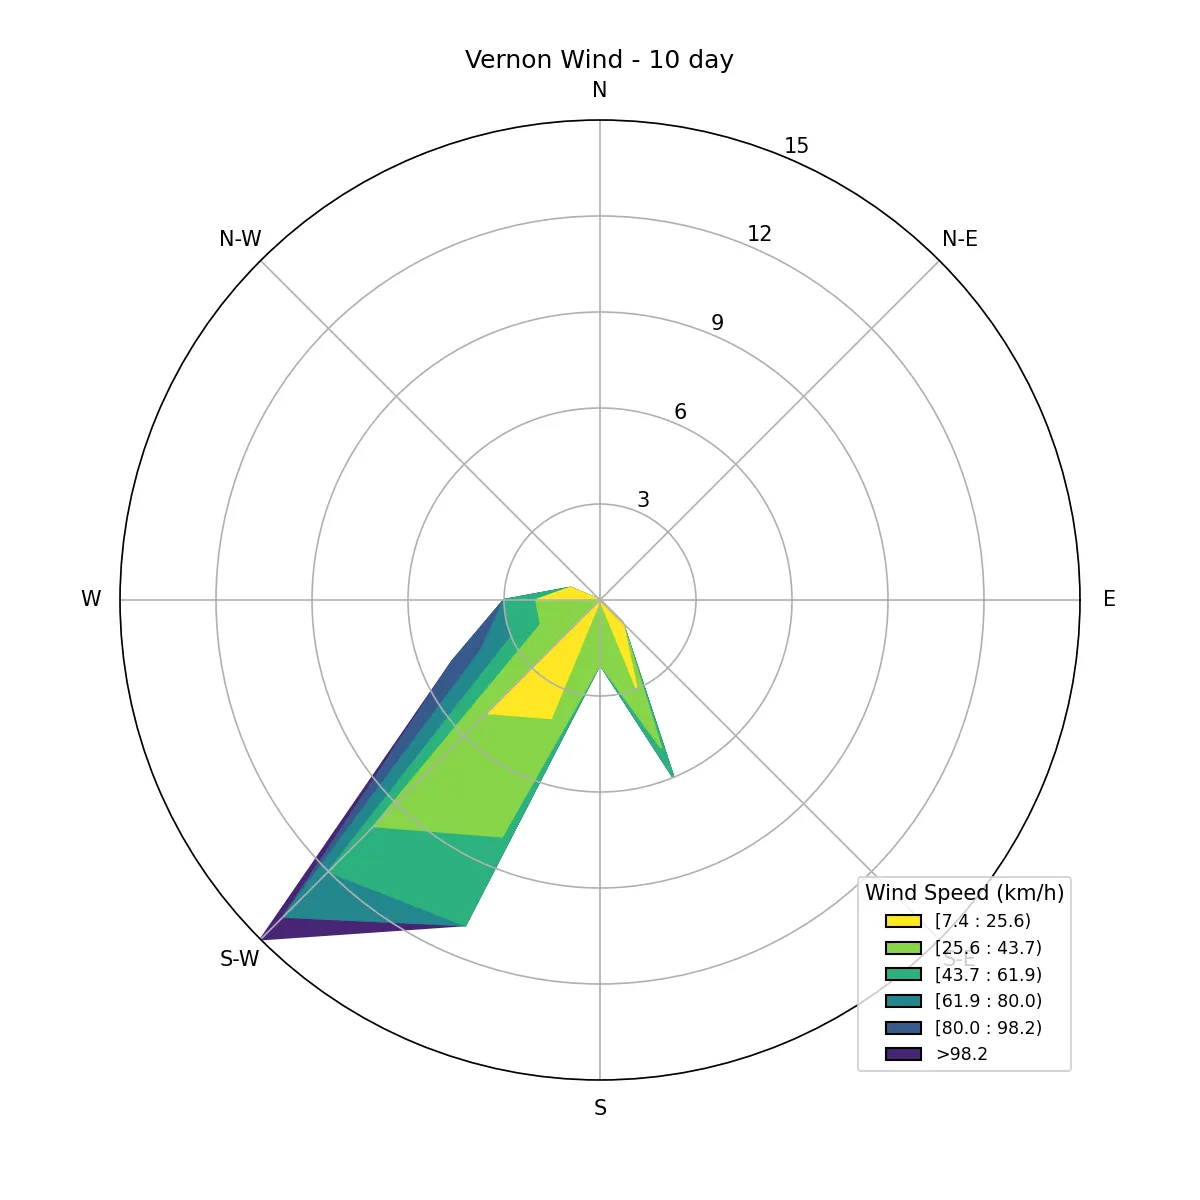 Vernon Wind - 10 day
N
15
N-W
12
N-E
9
6
3
W
E
S-W
S-E
S
Wind Speed (km/h)
[7.4 : 25.6)
[25.6 : 43.7)
[43.7 : 61.9)
[61.9 : 80.0)
[80.0 : 98.2)
>98.2